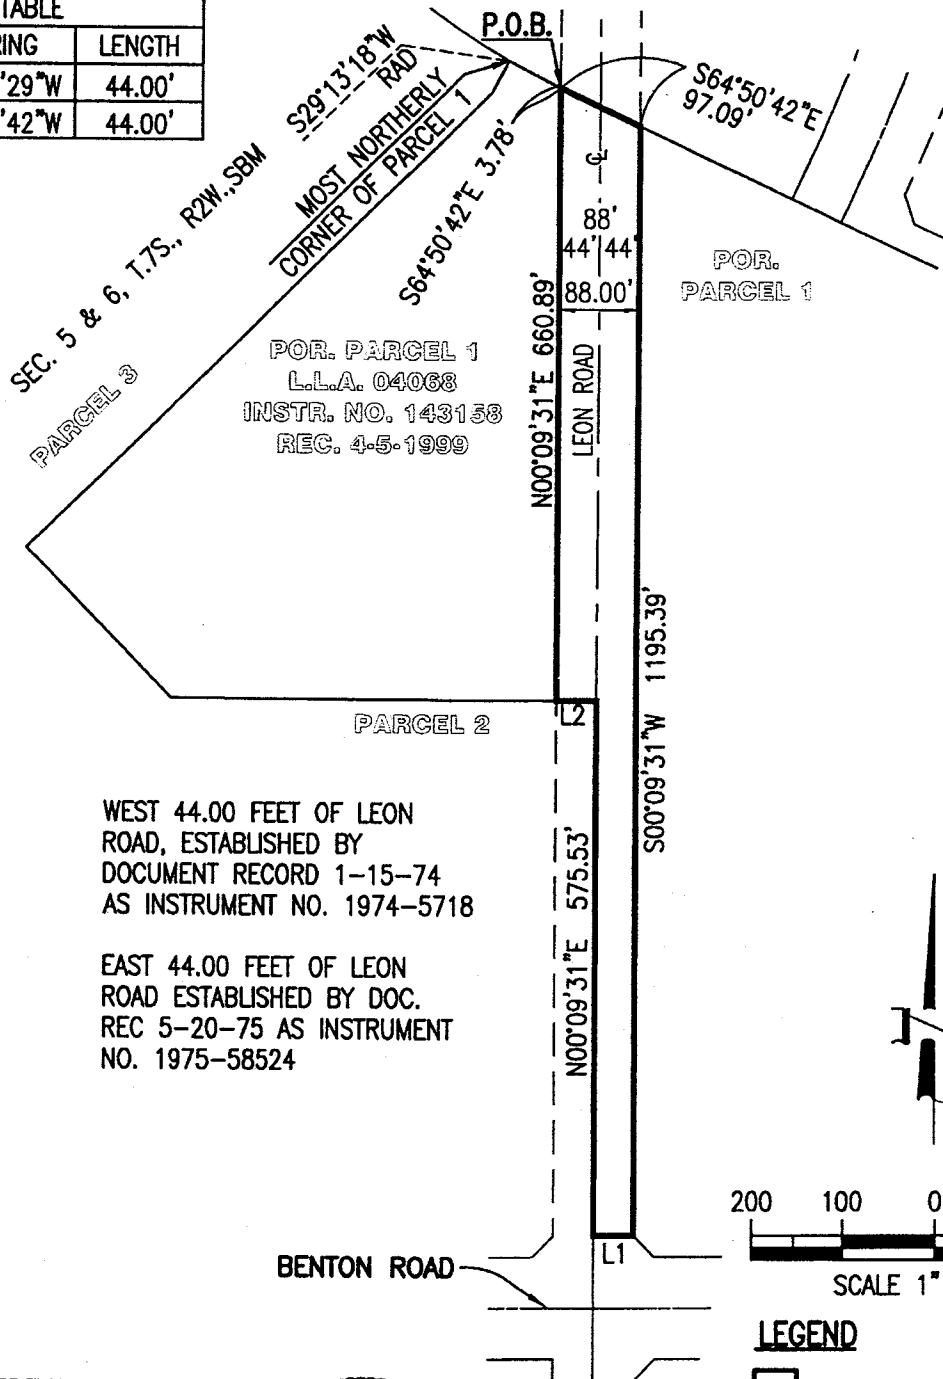 TABLE
RING LENGTH
'29"W 44.00'
'42"W 44.00'
P.O.B.
S29°13'18"W
RAD
MOST NORTHERLY
CORNER OF PARCEL 1
S64°50'42"E 3.78'
S64°50'42"E
97.09'
SEC. 5 & 6, T.7S., R2W.,SBM
℄
88'
44' 44'
88.00'
POR.
PARCEL 1
PARCEL 3
POR. PARCEL 1
L.L.A. 04068
INSTR. NO. 143158
REC. 4-5-1999
N00°09'31"E 660.89'
LEON ROAD
S00°09'31"W 1195.39'
L2
PARCEL 2
WEST 44.00 FEET OF LEON
ROAD, ESTABLISHED BY
DOCUMENT RECORD 1-15-74
AS INSTRUMENT NO. 1974-5718
EAST 44.00 FEET OF LEON
ROAD ESTABLISHED BY DOC.
REC 5-20-75 AS INSTRUMENT
NO. 1975-58524
N00°09'31"E 575.53'
200 100 0
L1
BENTON ROAD
SCALE 1"
LEGEND